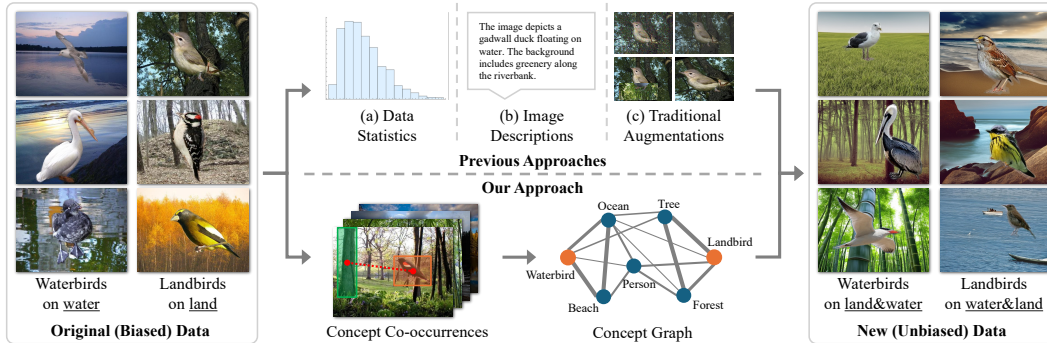 Waterbirds
on water
Landbirds
on land
Original (Biased) Data
(a) Data
Statistics
The image depicts a
gadwall duck floating on
water. The background
includes greenery along
the riverbank.
(b) Image
Descriptions
(c) Traditional
Augmentations
Previous Approaches
Our Approach
Concept Co-occurrences
Ocean
Tree
Landbird
Waterbird
Person
Beach
Forest
Concept Graph
Waterbirds
on land&water
Landbirds
on water&land
New (Unbiased) Data